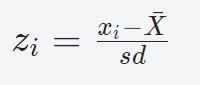 $z_i = \frac{x_i - \bar{X}}{sd}$